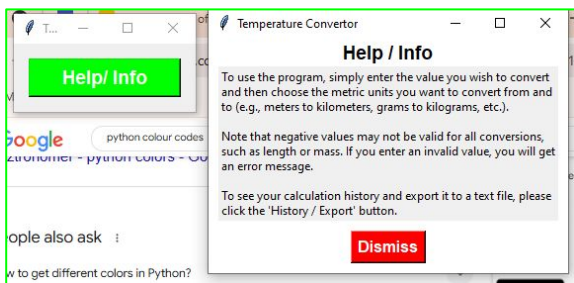 T...
Temperature Convertor
Help/ Info
Help / Info
To use the program, simply enter the value you wish to convert
and then choose the metric units you want to convert from and
to (e.g., meters to kilometers, grams to kilograms, etc.).
Note that negative values may not be valid for all conversions,
such as length or mass. If you enter an invalid value, you will get
an error message.
To see your calculation history and export it to a text file, please
click the 'History / Export' button.
Dismiss
of
.co
oogle
python colour codes
python colors - Go
ople also ask
w to get different colors in Python?